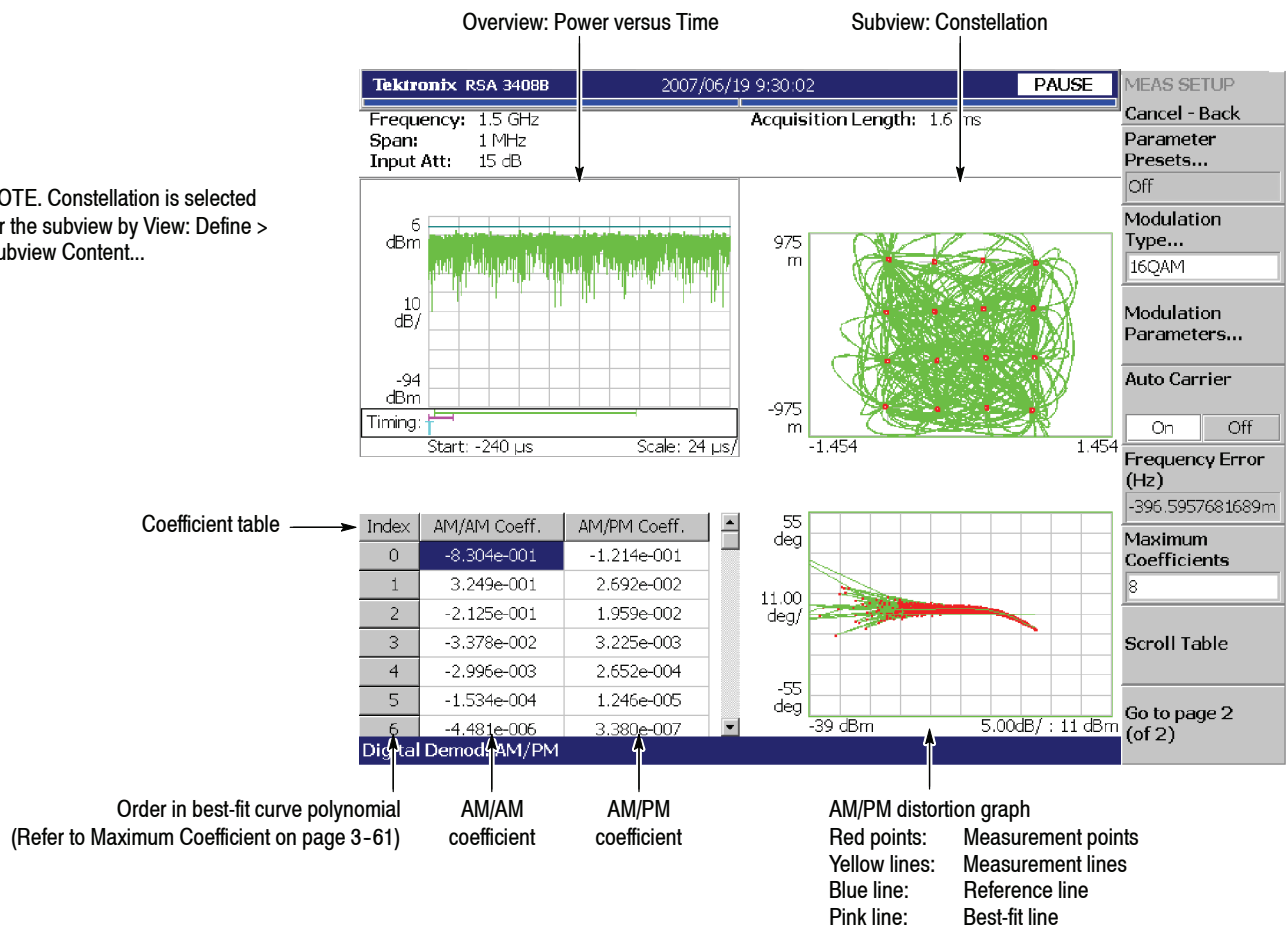 Overview: Power versus Time
Subview: Constellation
Tektronix RSA 3408B
2007/06/19 9:30:02
PAUSE
Frequency: 1.5 GHz
Span: 1 MHz
Input Att: 15 dB
Acquisition Length: 1.6 ms
OTE. Constellation is selected
r the subview by View: Define >
ubview Content...
6
dBm
10
dB/
-94
dBm
Timing:
Start: -240 µs
Scale: 24 µs/
975
m
-975
m
-1.454
1.454
Coefficient table
Index AM/AM Coeff. AM/PM Coeff.
0 -8.304e-001 -1.214e-001
1 3.249e-001 2.692e-002
2 -2.125e-001 1.959e-002
3 -3.378e-002 3.225e-003
4 -2.996e-003 2.652e-004
5 -1.534e-004 1.246e-005
6 -4.481e-006 3.380e-007
55
deg
11.00
deg/
-55
deg
-39 dBm
5.00dB/ : 11 dBm
Digital Demod: AM/PM
MEAS SETUP
Cancel - Back
Parameter
Presets...
Off
Modulation
Type...
16QAM
Modulation
Parameters...
Auto Carrier
On Off
Frequency Error
(Hz)
-396.5957681689m
Maximum
Coefficients
8
Scroll Table
Go to page 2
(of 2)
Order in best-fit curve polynomial
(Refer to Maximum Coefficient on page 3-61)
AM/AM
coefficient
AM/PM
coefficient
AM/PM distortion graph
Red points: Measurement points
Yellow lines: Measurement lines
Blue line: Reference line
Pink line: Best-fit line